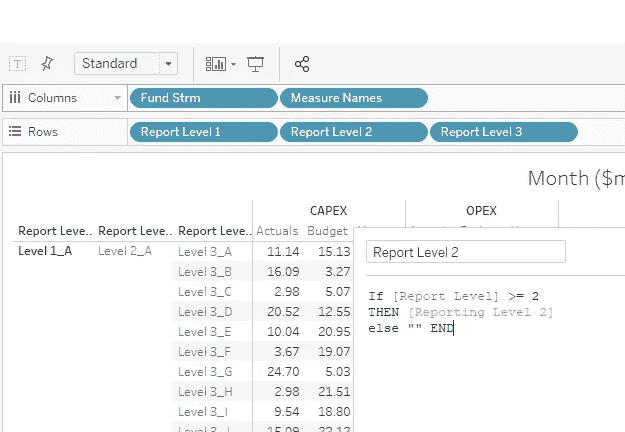 T
Standard
Columns
Fund Strm
Measure Names
Rows
Report Level 1
Report Level 2
Report Level 3
Month ($m
CAPEX
OPEX
Report Leve..
Report Leve..
Report Leve..
Actuals
Budget
Level 1_A Level 2_A Level 3_A 11.14 15.13
Report Level 2
Level 3_B 16.09 3.27
Level 3_C 2.98 5.07
Level 3_D 20.52 12.55
Level 3_E 10.04 20.95
Level 3_F 3.67 19.07
Level 3_G 24.70 5.03
Level 3_H 2.98 21.51
Level 3_I 9.54 18.80
15.09 22.12
If [Report Level] >= 2
THEN [Reporting Level 2]
else "" END